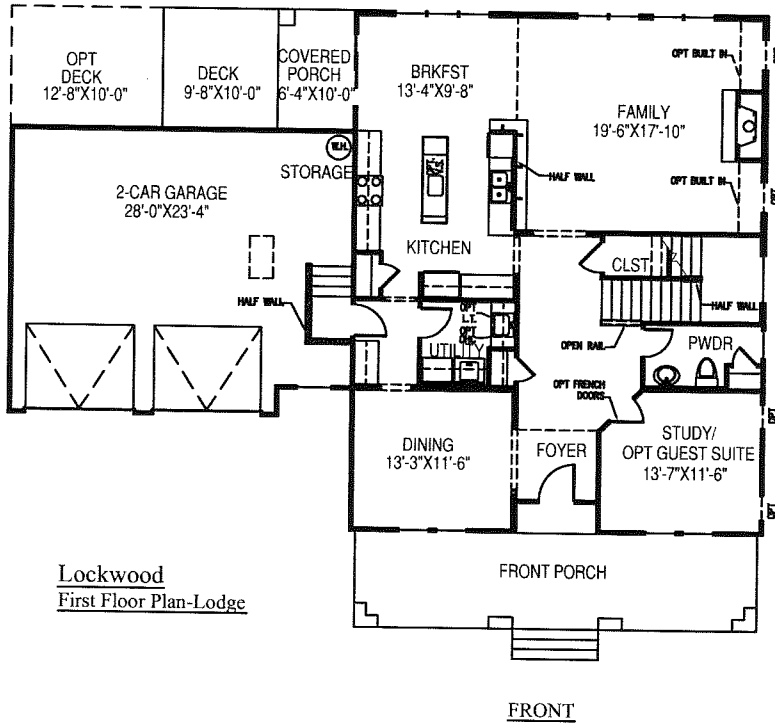 OPT
DECK
12'-8"X10'-0"
DECK
9'-8"X10'-0"
COVERED
PORCH
6'-4"X10'-0"
BRKFST
13'-4"X9'-8"
OPT BUILT IN
FAMILY
19'-6"X17'-10"
W.H.
STORAGE
2-CAR GARAGE
28'-0"X23'-4"
HALF WALL
OPT BUILT IN
KITCHEN
CLST
HALF WALL
OPT
L.T.
OPT
UTILITY
HALF WALL
OPEN RAIL
PWDR
OPT FRENCH
DOORS
DINING
13'-3"X11'-6"
FOYER
STUDY/
OPT GUEST SUITE
13'-7"X11'-6"
FRONT PORCH
Lockwood
First Floor Plan-Lodge
FRONT